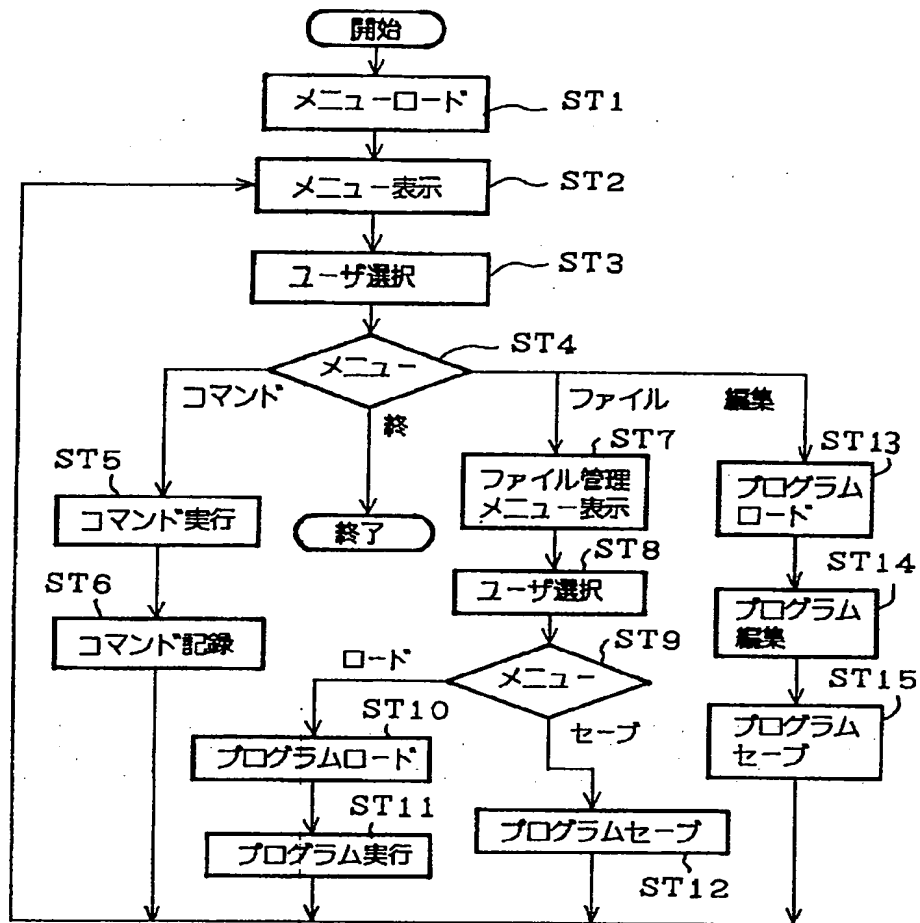 開始
メニューロード
ST1
メニュー表示
ST2
ユーザ選択
ST3
メニュー
ST4
コマンド
終
ファイル
編集
ST5
コマンド実行
終了
ST7
ファイル管理
メニュー表示
ST13
プログラム
ロード
ST6
コマンド記録
ST8
ユーザ選択
ST14
プログラム
編集
ロード
ST9
メニュー
セーブ
ST15
プログラム
セーブ
ST10
プログラムロード
ST11
プログラム実行
プログラムセーブ
ST12